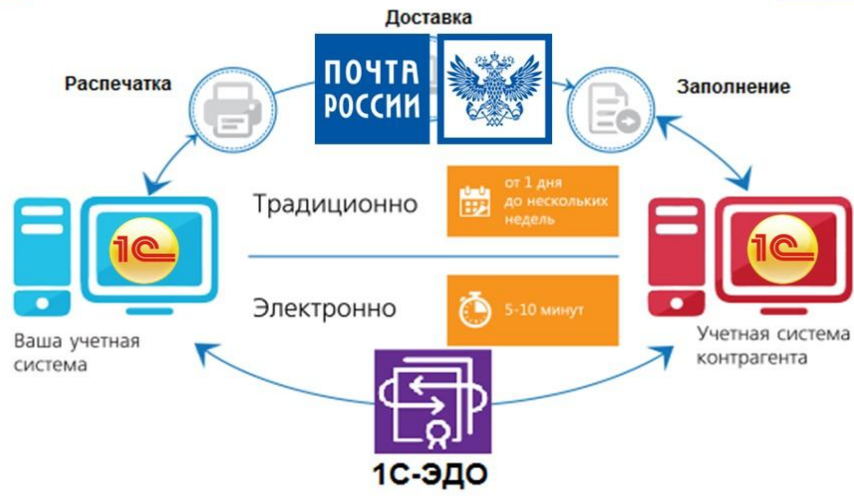 Доставка
Распечатка
ПОЧТА
РОССИИ
Заполнение
Традиционно
от 1 дня
до нескольких
недель
1С
1С
Электронно
5-10 минут
Ваша учетная
система
Учетная система
контрагента
1С-ЭДО